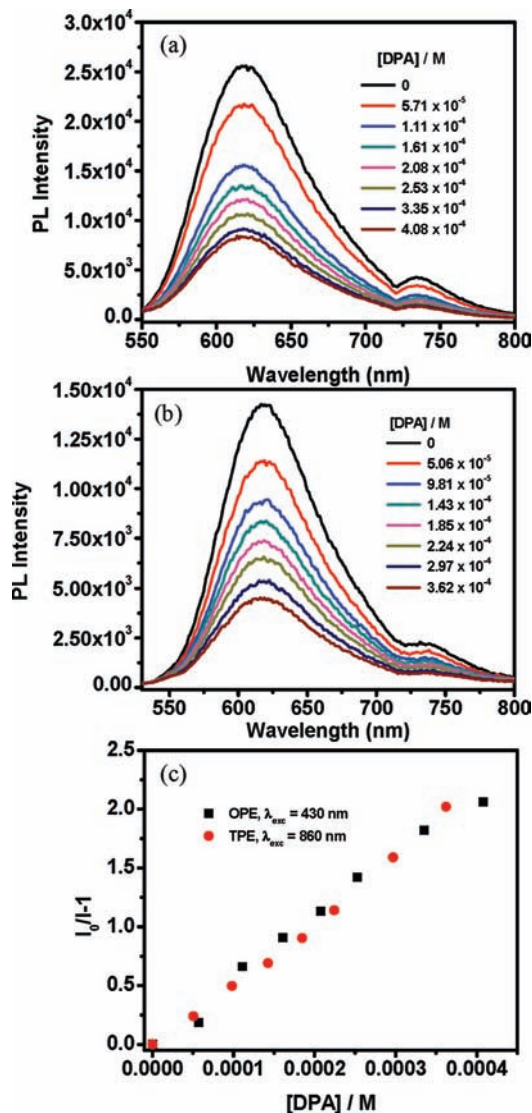 (a)
[DPA] / M
0
5.71 x 10⁻⁵
1.11 x 10⁻⁴
1.61 x 10⁻⁴
2.08 x 10⁻⁴
2.53 x 10⁻⁴
3.35 x 10⁻⁴
4.08 x 10⁻⁴
PL Intensity
3.0x10⁴
2.5x10⁴
2.0x10⁴
1.5x10⁴
1.0x10⁴
5.0x10³
0.0
550 600 650 700 750 800
Wavelength (nm)
(b)
[DPA] / M
0
5.06 x 10⁻⁵
9.81 x 10⁻⁵
1.43 x 10⁻⁴
1.85 x 10⁻⁴
2.24 x 10⁻⁴
2.97 x 10⁻⁴
3.62 x 10⁻⁴
PL Intensity
1.50x10⁴
1.25x10⁴
1.00x10⁴
7.50x10³
5.00x10³
2.50x10³
0.00
550 600 650 700 750 800
Wavelength (nm)
(c)
OPE, λexc = 430 nm
TPE, λexc = 860 nm
I₀/I-1
2.5
2.0
1.5
1.0
0.5
0.0
0.0000 0.0001 0.0002 0.0003 0.0004
[DPA] / M